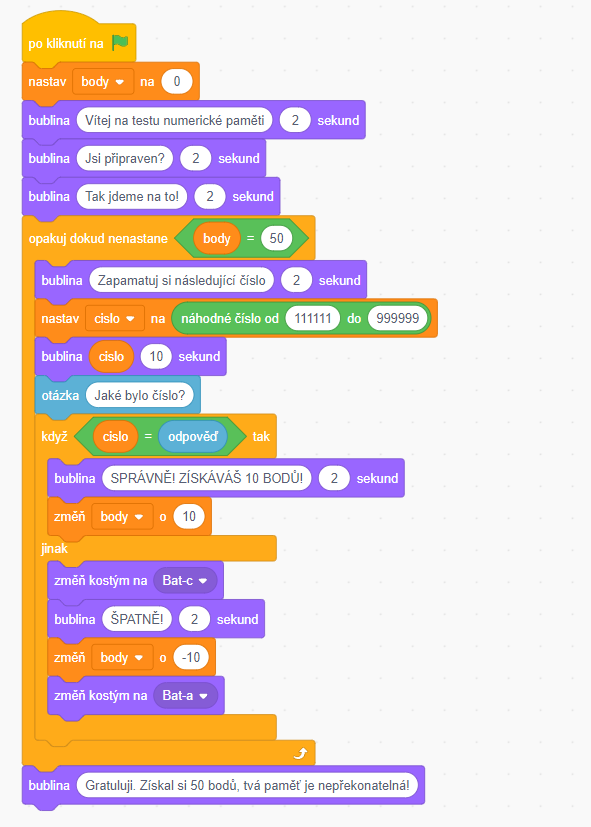 po kliknutí na
nastav body na 0
bublina Vítej na testu numerické paměti 2 sekund
bublina Jsi připraven? 2 sekund
bublina Tak jdeme na to! 2 sekund
opakuj dokud nenastane body = 50
bublina Zapamatuj si následující číslo 2 sekund
nastav cislo na náhodné číslo od 111111 do 999999
bublina cislo 10 sekund
otázka Jaké bylo číslo?
když cislo = odpověď tak
bublina SPRÁVNĚ! ZÍSKÁVÁŠ 10 BODŮ! 2 sekund
změň body o 10
jinak
změň kostým na Bat-c
bublina ŠPATNĚ! 2 sekund
změň body o -10
změň kostým na Bat-a
bublina Gratuluji. Získal si 50 bodů, tvá paměť je nepřekonatelná!